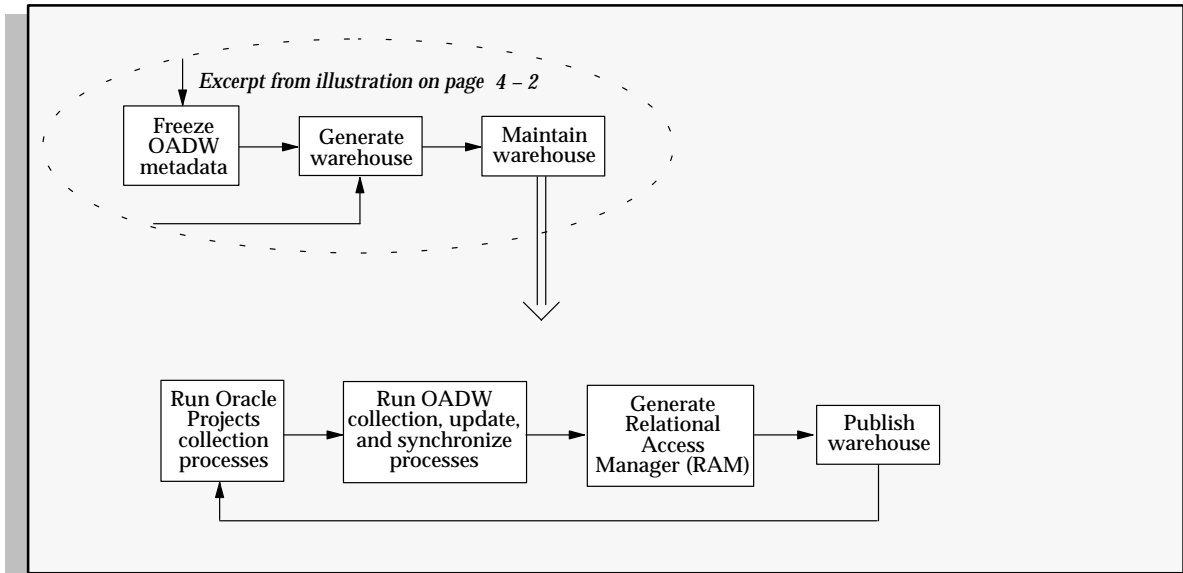 Excerpt from illustration on page 4 – 2
Freeze
OADW
metadata
Generate
warehouse
Maintain
warehouse
Run Oracle
Projects
collection
processes
Run OADW
collection, update,
and synchronize
processes
Generate
Relational
Access
Manager (RAM)
Publish
warehouse